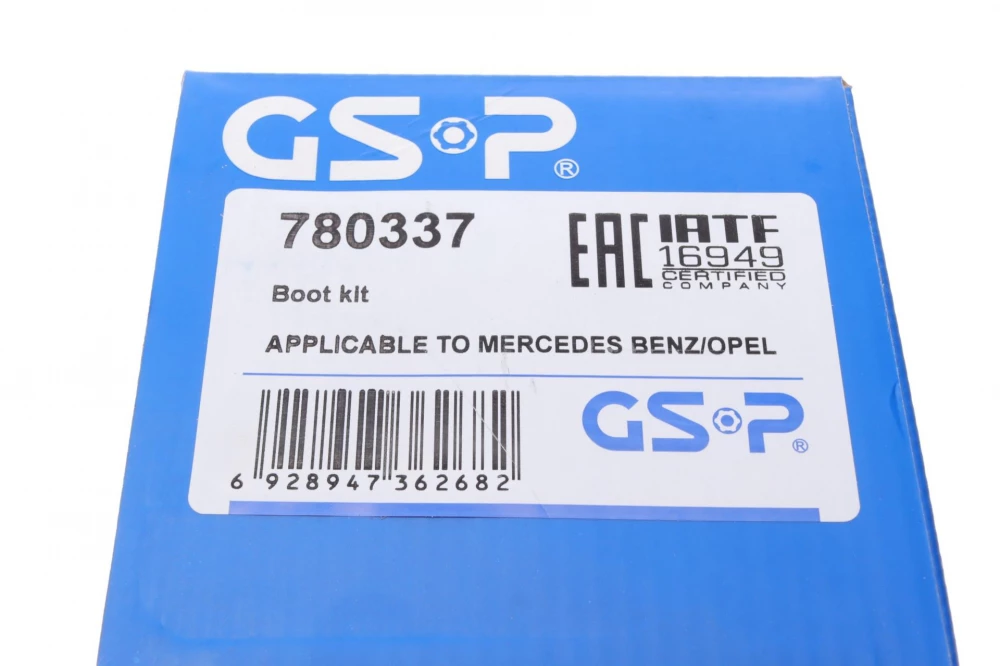 GSP®
780337
EAC
IATF
16949
CERTIFIED
COMPANY
Boot kit
APPLICABLE TO MERCEDES BENZ/OPEL
GSP®
6 928947 362682